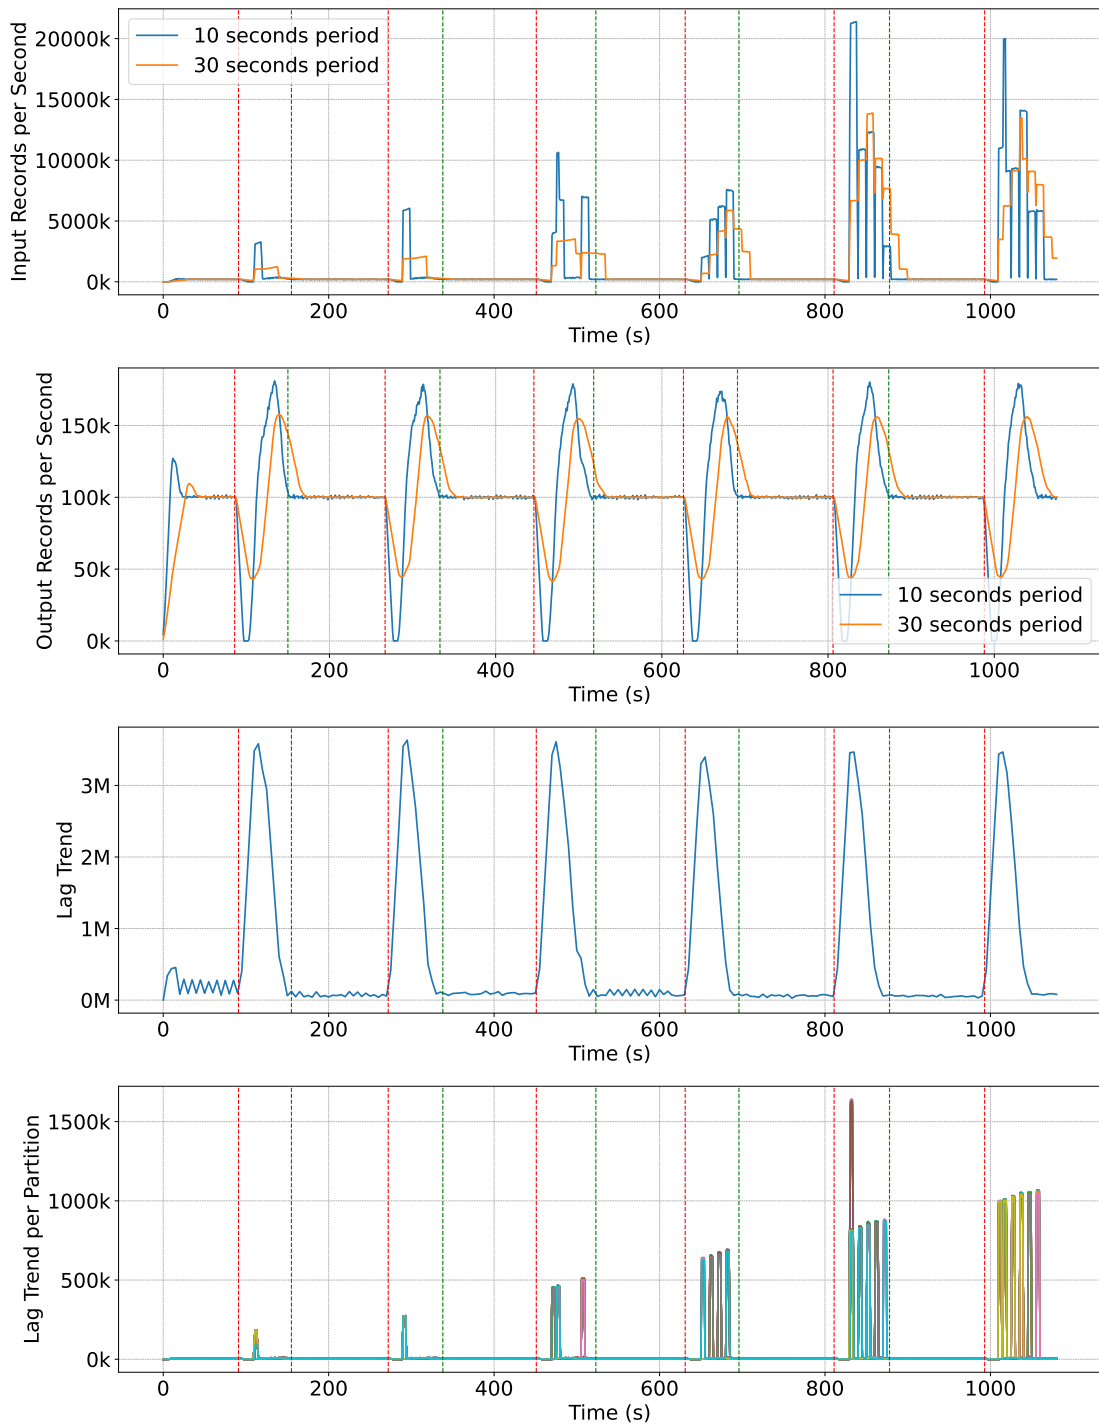 Input Records per Second
20000k
15000k
10000k
5000k
0k
10 seconds period
30 seconds period
0 200 400 600 800 1000
Time (s)
Output Records per Second
150k
100k
50k
0k
10 seconds period
30 seconds period
0 200 400 600 800 1000
Time (s)
Lag Trend
3M
2M
1M
0M
0 200 400 600 800 1000
Time (s)
Lag Trend per Partition
1500k
1000k
500k
0k
0 200 400 600 800 1000
Time (s)